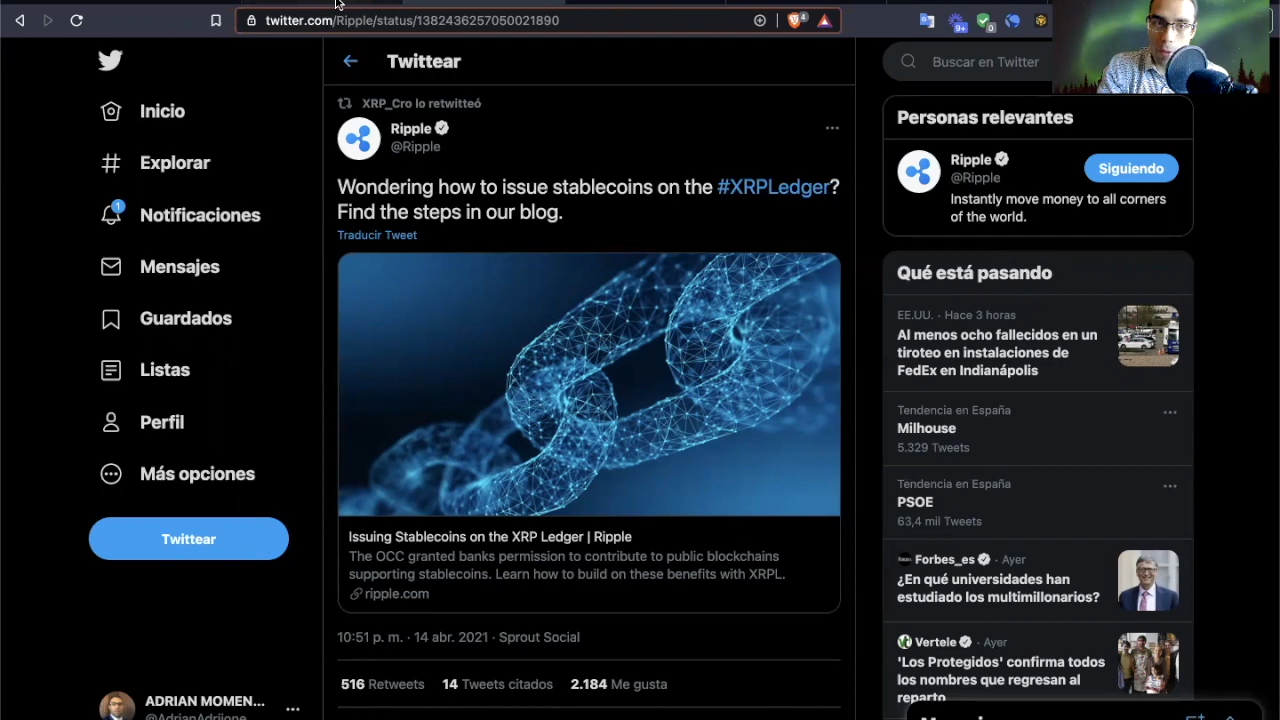 twitter.com/Ripple/status/1382436257050021890
4
9+
0
Twittear
Buscar en Twitter
Inicio
Explorar
1
Notificaciones
Mensajes
Guardados
Listas
Perfil
Más opciones
Twittear
ADRIAN MOMEN...
@AdrianAdrijone
XRP_Cro lo retwitteó
Ripple
@Ripple
Wondering how to issue stablecoins on the #XRPLedger?
Find the steps in our blog.
Traducir Tweet
Issuing Stablecoins on the XRP Ledger | Ripple
The OCC granted banks permission to contribute to public blockchains
supporting stablecoins. Learn how to build on these benefits with XRPL.
ripple.com
10:51 p. m. · 14 abr. 2021 · Sprout Social
516 Retweets 14 Tweets citados 2.184 Me gusta
Personas relevantes
Ripple
@Ripple
Siguiendo
Instantly move money to all corners
of the world.
Qué está pasando
EE.UU. · Hace 3 horas
Al menos ocho fallecidos en un
tiroteo en instalaciones de
FedEx en Indianápolis
Tendencia en España
Milhouse
5.329 Tweets
Tendencia en España
PSOE
63,4 mil Tweets
Forbes_es · Ayer
¿En qué universidades han
estudiado los multimillonarios?
Vertele · Ayer
'Los Protegidos' confirma todos
los nombres que regresan al
reparto